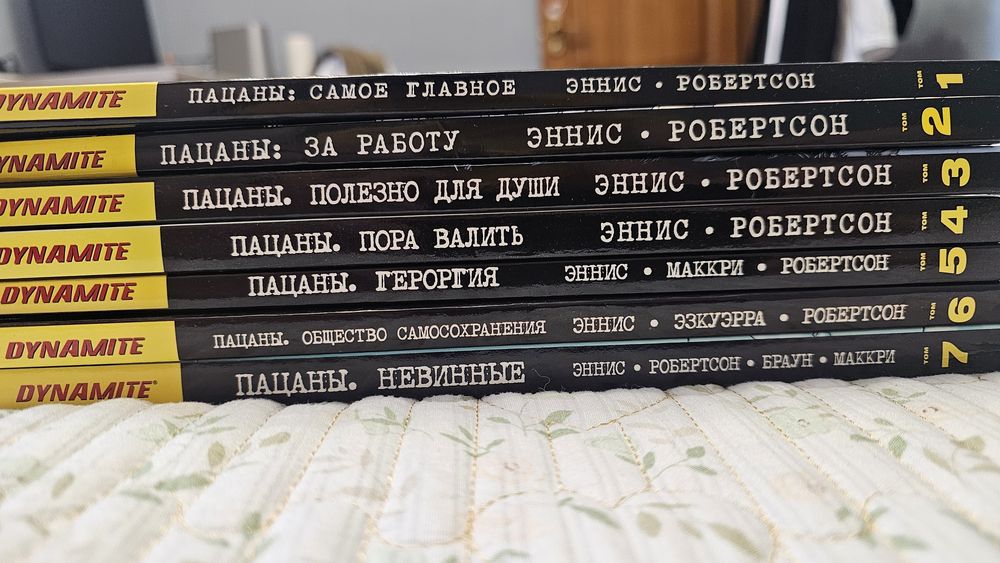 DYNAMITE ПАЦАНЫ: САМОЕ ГЛАВНОЕ ЭННИС • РОБЕРТСОН ТОМ 1
DYNAMITE ПАЦАНЫ: ЗА РАБОТУ ЭННИС • РОБЕРТСОН ТОМ 2
DYNAMITE ПАЦАНЫ. ПОЛЕЗНО ДЛЯ ДУШИ ЭННИС • РОБЕРТСОН ТОМ 3
DYNAMITE ПАЦАНЫ. ПОРА ВАЛИТЬ ЭННИС • РОБЕРТСОН ТОМ 4
DYNAMITE ПАЦАНЫ. ГЕРОРГИЯ ЭННИС • МАККРИ • РОБЕРТСОН ТОМ 5
DYNAMITE ПАЦАНЫ. ОБЩЕСТВО САМОСОХРАНЕНИЯ ЭННИС • ЭЗКУЕРРА • РОБЕРТСОН ТОМ 6
DYNAMITE ПАЦАНЫ. НЕВИННЫЕ ЭННИС • РОБЕРТСОН • БРАУН • МАККРИ ТОМ 7